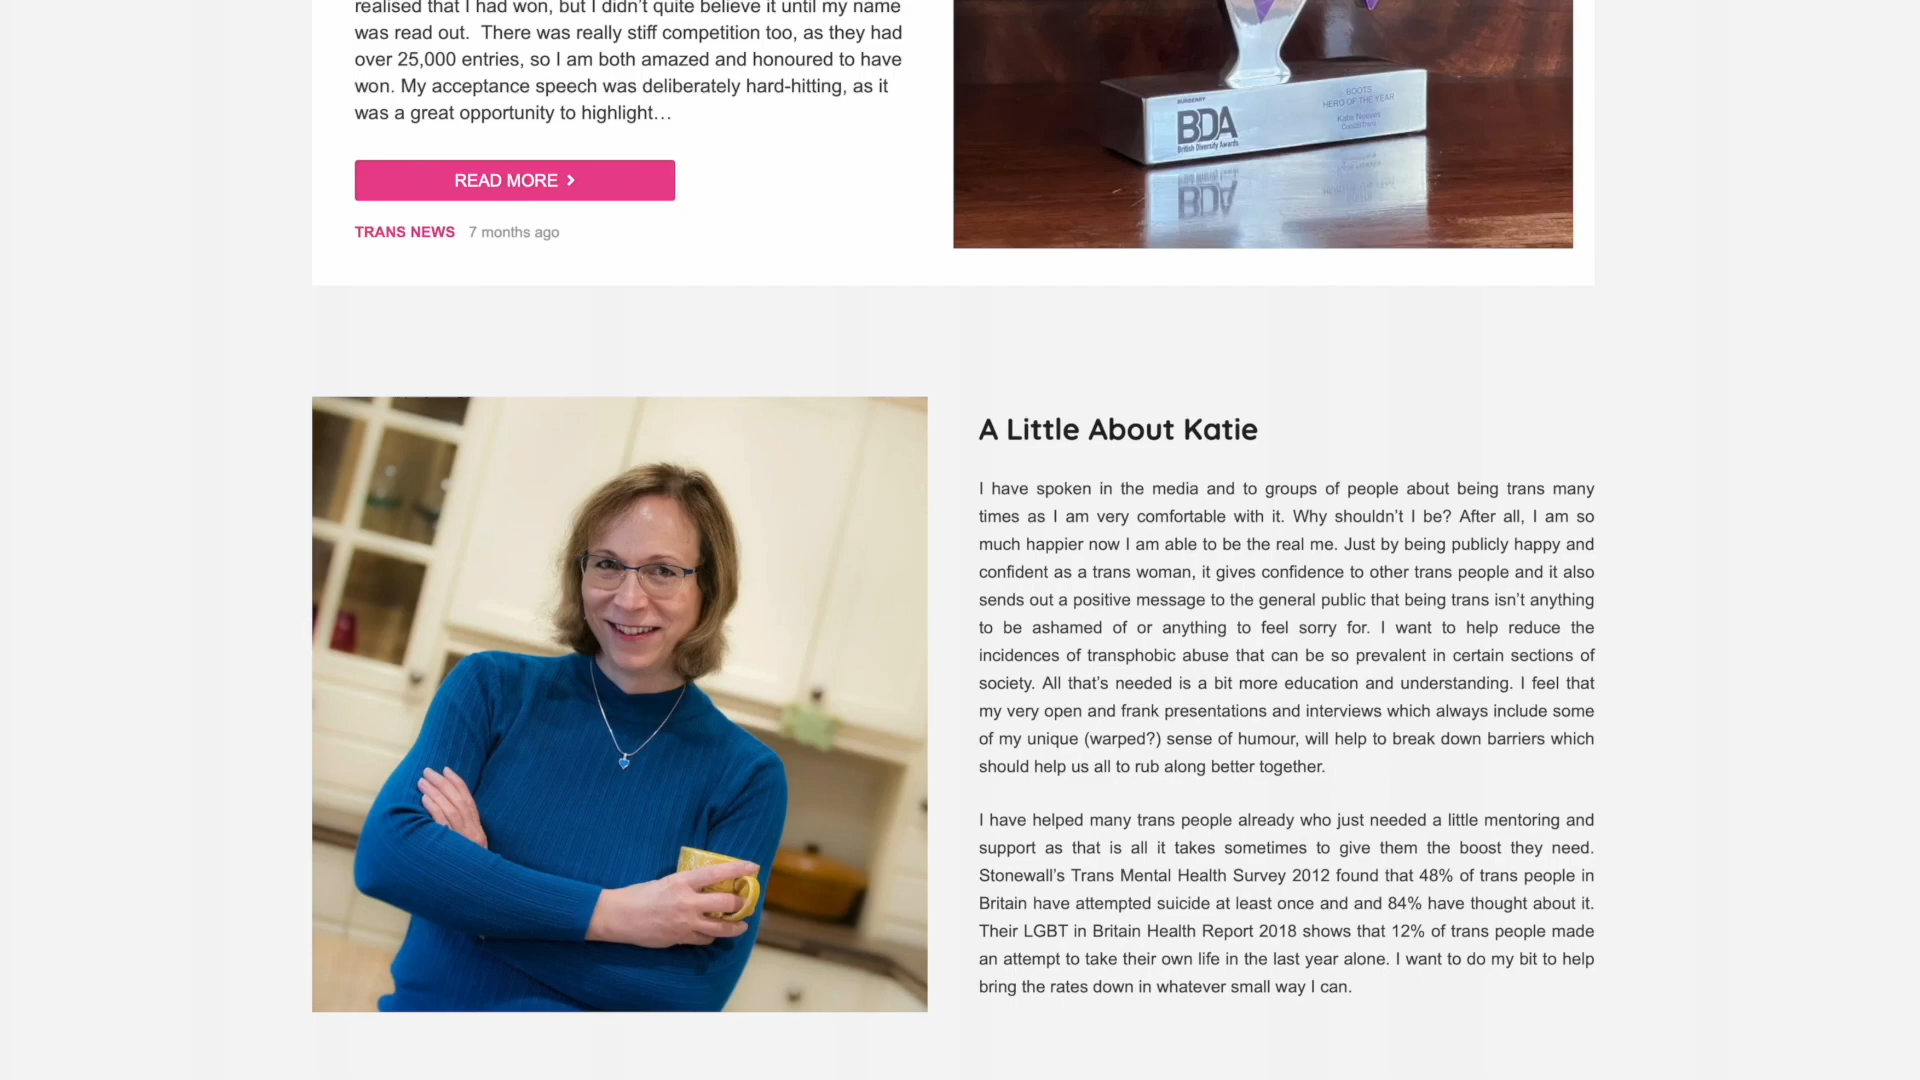 realised that I had won, but I didn’t quite believe it until my name
was read out.  There was really stiff competition too, as they had
over 25,000 entries, so I am both amazed and honoured to have
won. My acceptance speech was deliberately hard-hitting, as it
was a great opportunity to highlight…
READ MORE
TRANS NEWS 7 months ago
BURBERRY
BDA
British Diversity Awards
BOOTS
HERO OF THE YEAR
A Little About Katie
I have spoken in the media and to groups of people about being trans many
times as I am very comfortable with it. Why shouldn’t I be? After all, I am so
much happier now I am able to be the real me. Just by being publicly happy and
confident as a trans woman, it gives confidence to other trans people and it also
sends out a positive message to the general public that being trans isn’t anything
to be ashamed of or anything to feel sorry for. I want to help reduce the
incidences of transphobic abuse that can be so prevalent in certain sections of
society. All that’s needed is a bit more education and understanding. I feel that
my very open and frank presentations and interviews which always include some
of my unique (warped?) sense of humour, will help to break down barriers which
should help us all to rub along better together.
I have helped many trans people already who just needed a little mentoring and
support as that is all it takes sometimes to give them the boost they need.
Stonewall’s Trans Mental Health Survey 2012 found that 48% of trans people in
Britain have attempted suicide at least once and and 84% have thought about it.
Their LGBT in Britain Health Report 2018 shows that 12% of trans people made
an attempt to take their own life in the last year alone. I want to do my bit to help
bring the rates down in whatever small way I can.